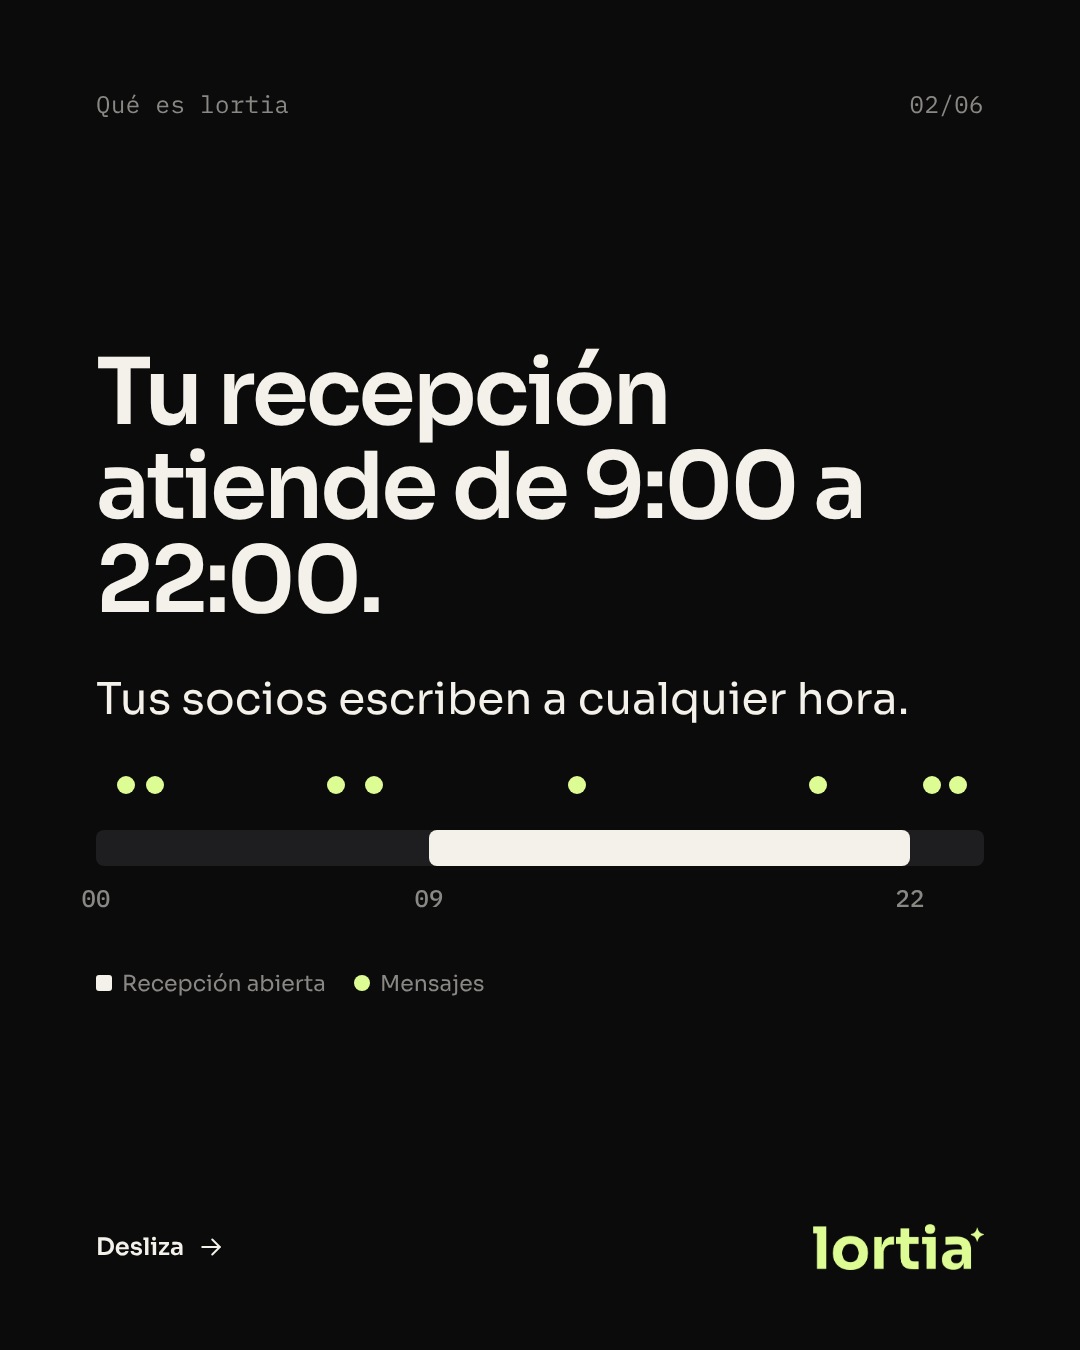 Qué es lortia
02/06
Tu recepción
atiende de 9:00 a
22:00.
Tus socios escriben a cualquier hora.
00 09 22
Recepción abierta Mensajes
Desliza →
lortia